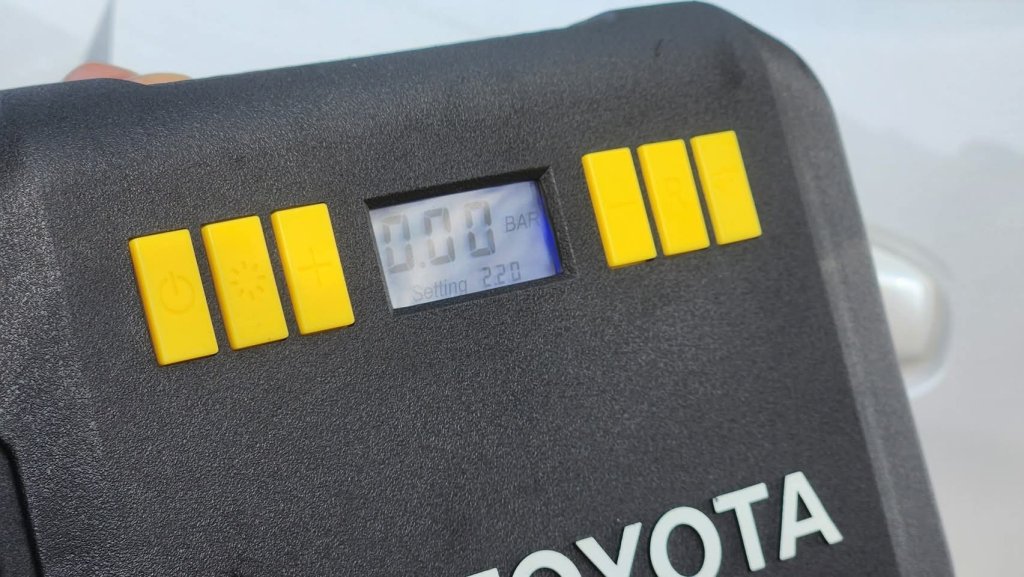 0.00 BAR
Setting 2.20
+
-
R
TOYOTA